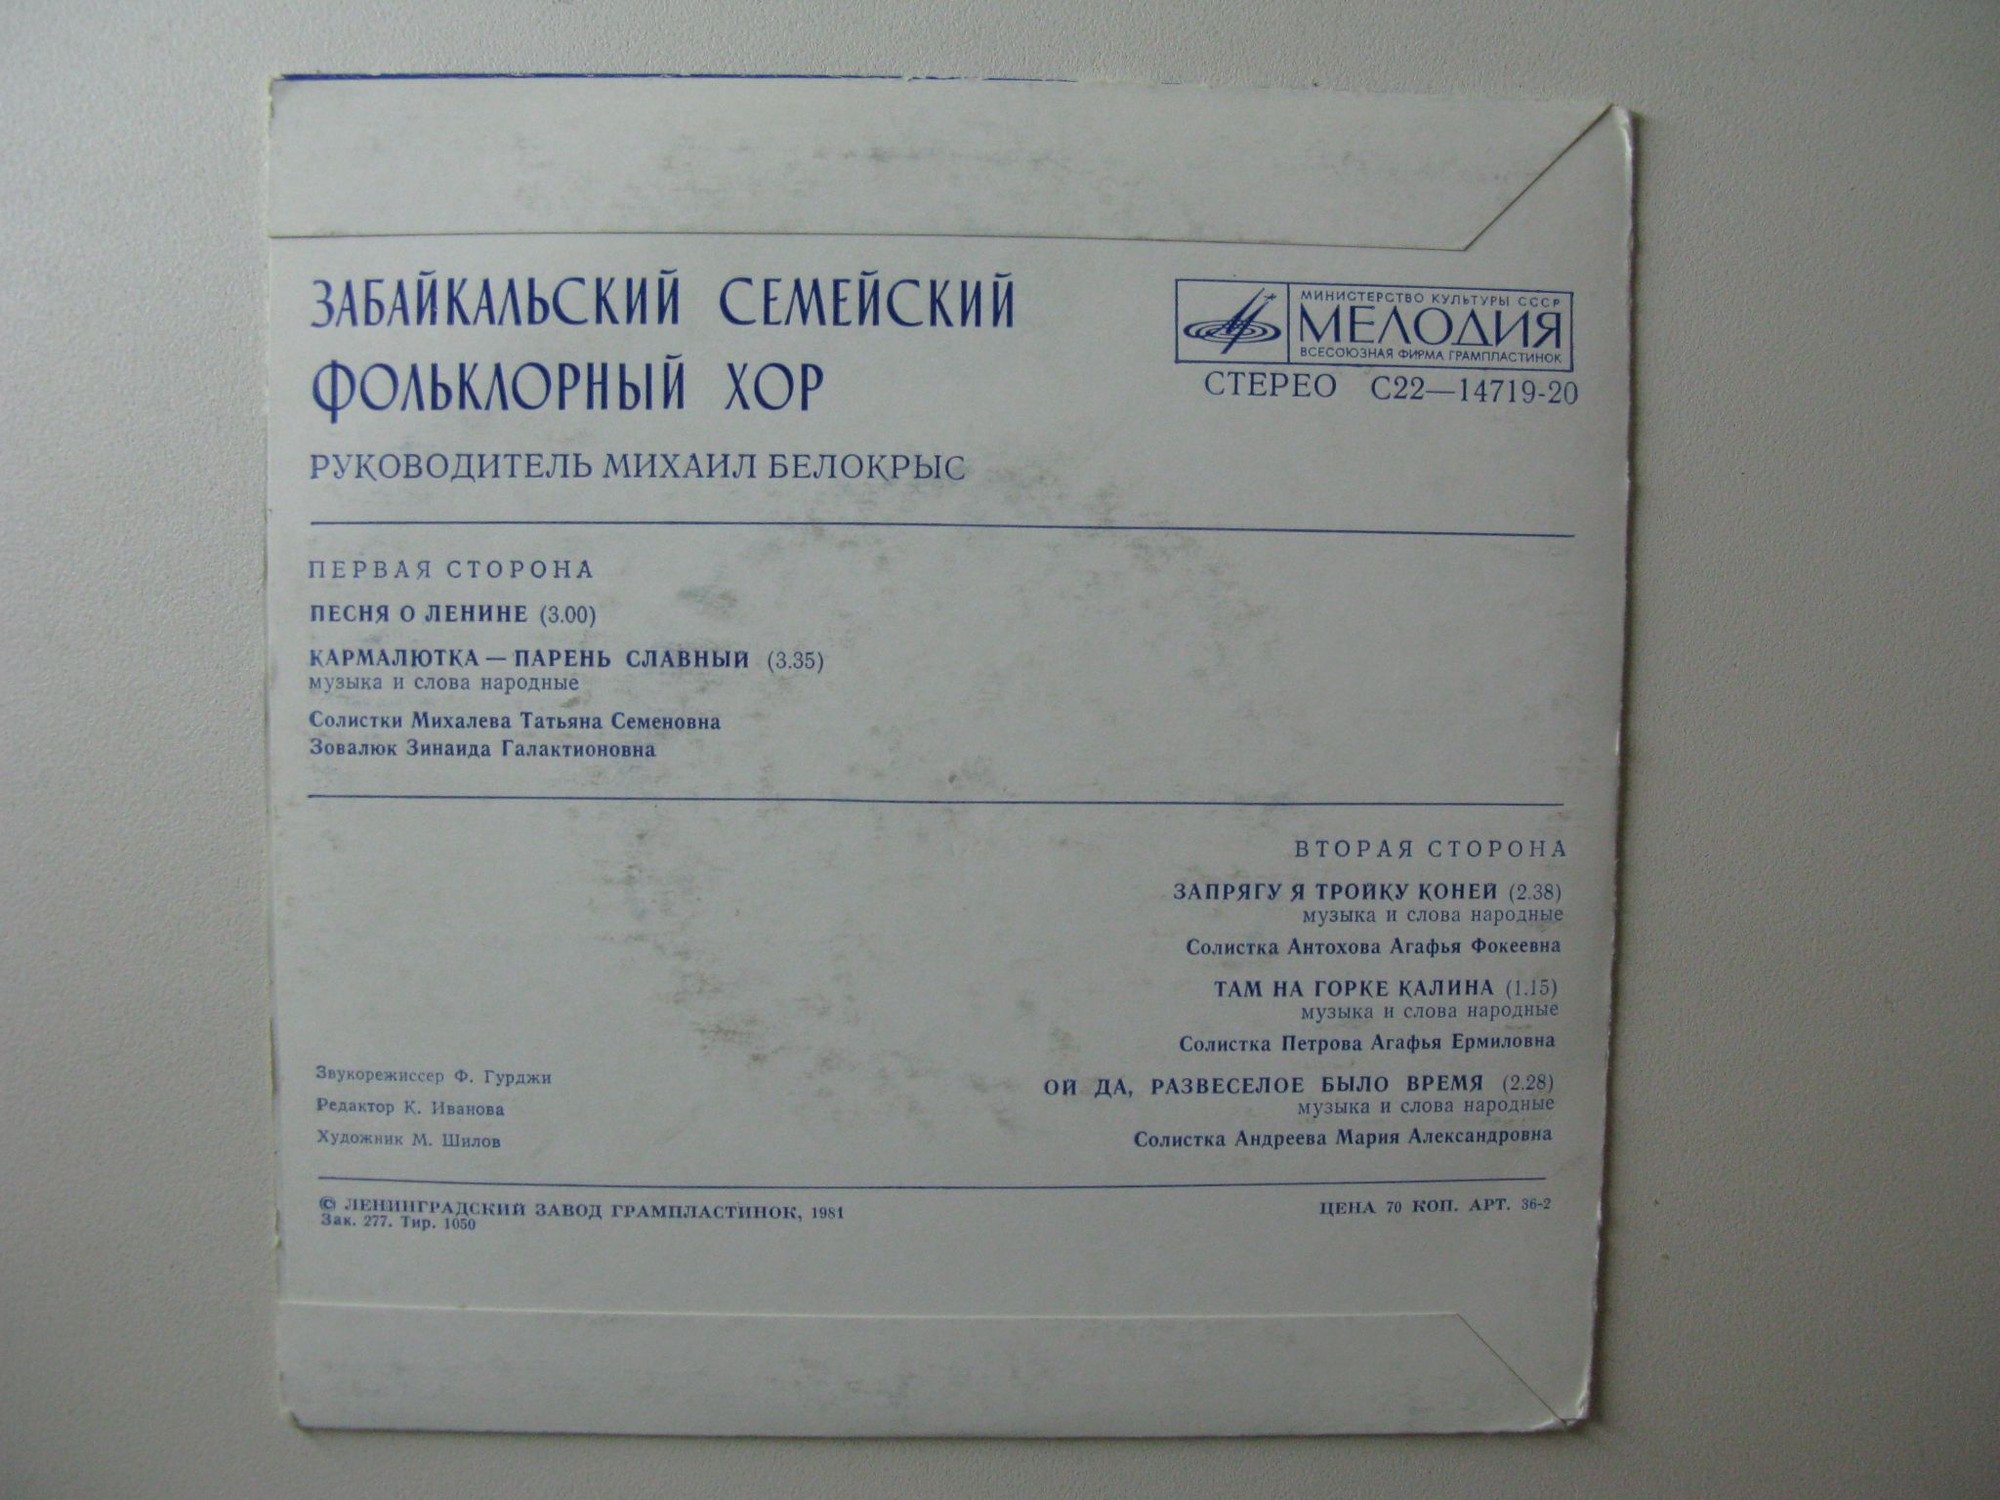 ЗАБАЙКАЛЬСКИЙ СЕМЕЙСКИЙ
ФОЛЬКЛОРНЫЙ ХОР
РУКОВОДИТЕЛЬ МИХАИЛ БЕЛОКРЫС
МИНИСТЕРСТВО КУЛЬТУРЫ СССР
МЕЛОДИЯ
ВСЕСОЮЗНАЯ ФИРМА ГРАМПЛАСТИНОК
СТЕРЕО С22—14719-20
ПЕРВАЯ СТОРОНА
ПЕСНЯ О ЛЕНИНЕ (3.00)
КАРМАЛЮТКА — ПАРЕНЬ СЛАВНЫЙ (3.35)
музыка и слова народные
Солистки Михалева Татьяна Семеновна
Зовалюк Зинаида Галактионовна
ВТОРАЯ СТОРОНА
ЗАПРЯГУ Я ТРОЙКУ КОНЕЙ (2.38)
музыка и слова народные
Солистка Антохова Агафья Фокеевна
ТАМ НА ГОРКЕ КАЛИНА (1.15)
музыка и слова народные
Солистка Петрова Агафья Ермиловна
ОЙ ДА, РАЗВЕСЕЛОЕ БЫЛО ВРЕМЯ (2.28)
музыка и слова народные
Солистка Андреева Мария Александровна
Звукорежиссер Ф. Гурджи
Редактор К. Иванова
Художник М. Шилов
© ЛЕНИНГРАДСКИЙ ЗАВОД ГРАМПЛАСТИНОК, 1981
Зак. 277. Тир. 1050
ЦЕНА 70 КОП. АРТ. 36-2